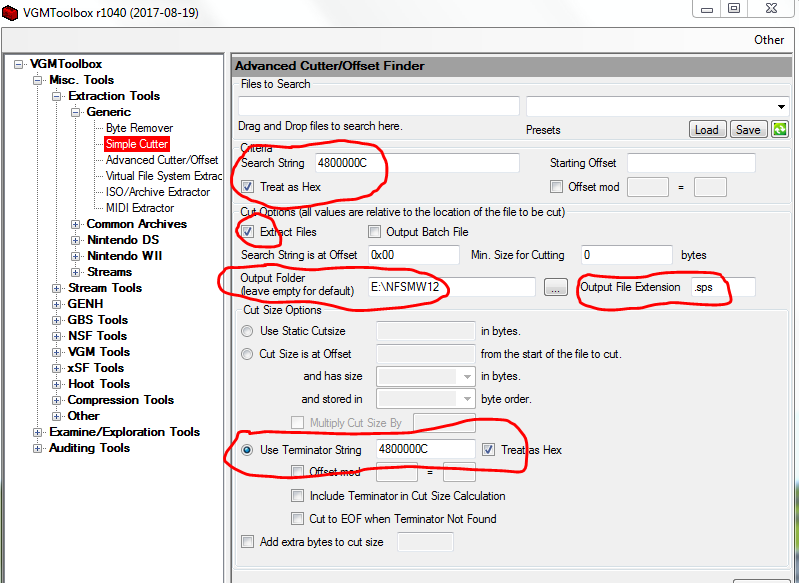 VGMToolbox r1040 (2017-08-19)
Other
VGMToolbox
Misc. Tools
Extraction Tools
Generic
Byte Remover
Simple Cutter
Advanced Cutter/Offset
Virtual File System Extrac
ISO/Archive Extractor
MIDI Extractor
Common Archives
Nintendo DS
Nintendo WII
Streams
Stream Tools
GENH
GBS Tools
NSF Tools
VGM Tools
xSF Tools
Hoot Tools
Compression Tools
Other
Examine/Exploration Tools
Auditing Tools
Advanced Cutter/Offset Finder
Files to Search
Drag and Drop files to search here.
Presets
Load
Save
Criteria
Search String 4800000C
Starting Offset
Treat as Hex
Offset mod =
Cut Options (all values are relative to the location of the file to be cut)
Extract Files
Output Batch File
Search String is at Offset 0x00
Min. Size for Cutting 0 bytes
Output Folder
(leave empty for default) E:\NFSMW12
...
Output File Extension .sps
Cut Size Options
Use Static Cutsize in bytes.
Cut Size is at Offset from the start of the file to cut.
and has size in bytes.
and stored in byte order.
Multiply Cut Size By
Use Terminator String 4800000C Treat as Hex
Offset mod =
Include Terminator in Cut Size Calculation
Cut to EOF when Terminator Not Found
Add extra bytes to cut size